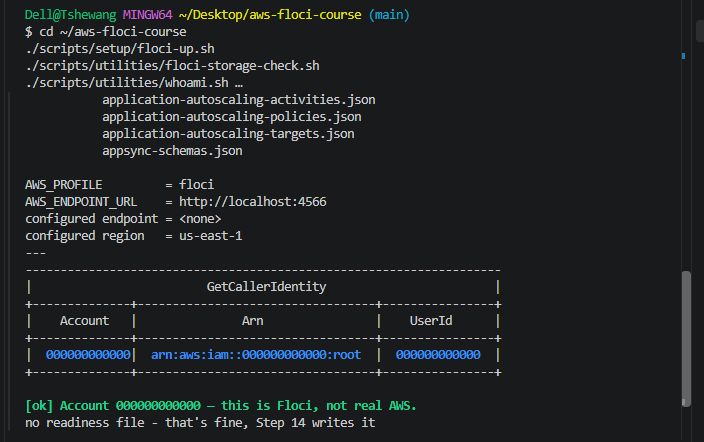 Dell@Tshewang MINGW64 ~/Desktop/aws-floci-course (main)
$ cd ~/aws-floci-course
./scripts/setup/floci-up.sh
./scripts/utilities/floci-storage-check.sh
./scripts/utilities/whoami.sh …
application-autoscaling-activities.json
application-autoscaling-policies.json
application-autoscaling-targets.json
appsync-schemas.json
AWS_PROFILE = floci
AWS_ENDPOINT_URL = http://localhost:4566
configured endpoint = <none>
configured region = us-east-1
---
-------------------------------------------------------------
| GetCallerIdentity |
+--------------+-------------------------------+--------------+
| Account | Arn | UserId |
+--------------+-------------------------------+--------------+
| 000000000000| arn:aws:iam::000000000000:root | 000000000000 |
+--------------+-------------------------------+--------------+
[ok] Account 000000000000 — this is Floci, not real AWS.
no readiness file - that's fine, Step 14 writes it